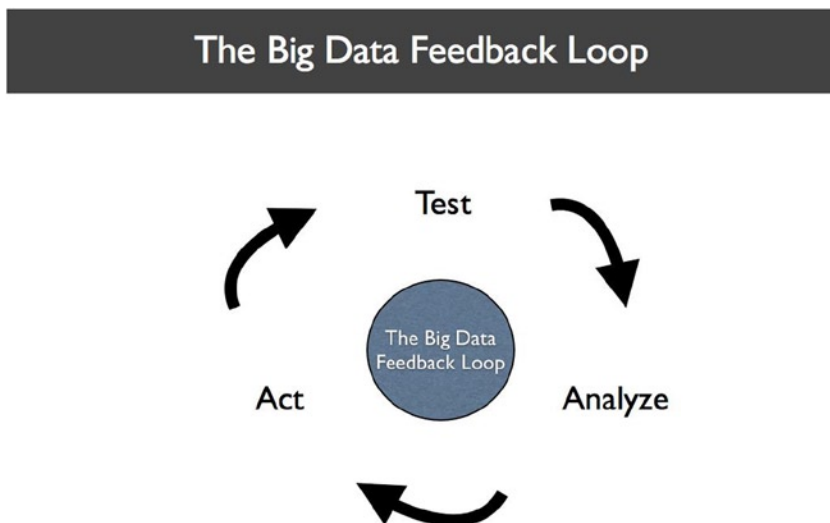 The Big Data Feedback Loop
Test
The Big Data
Feedback Loop
Act
Analyze